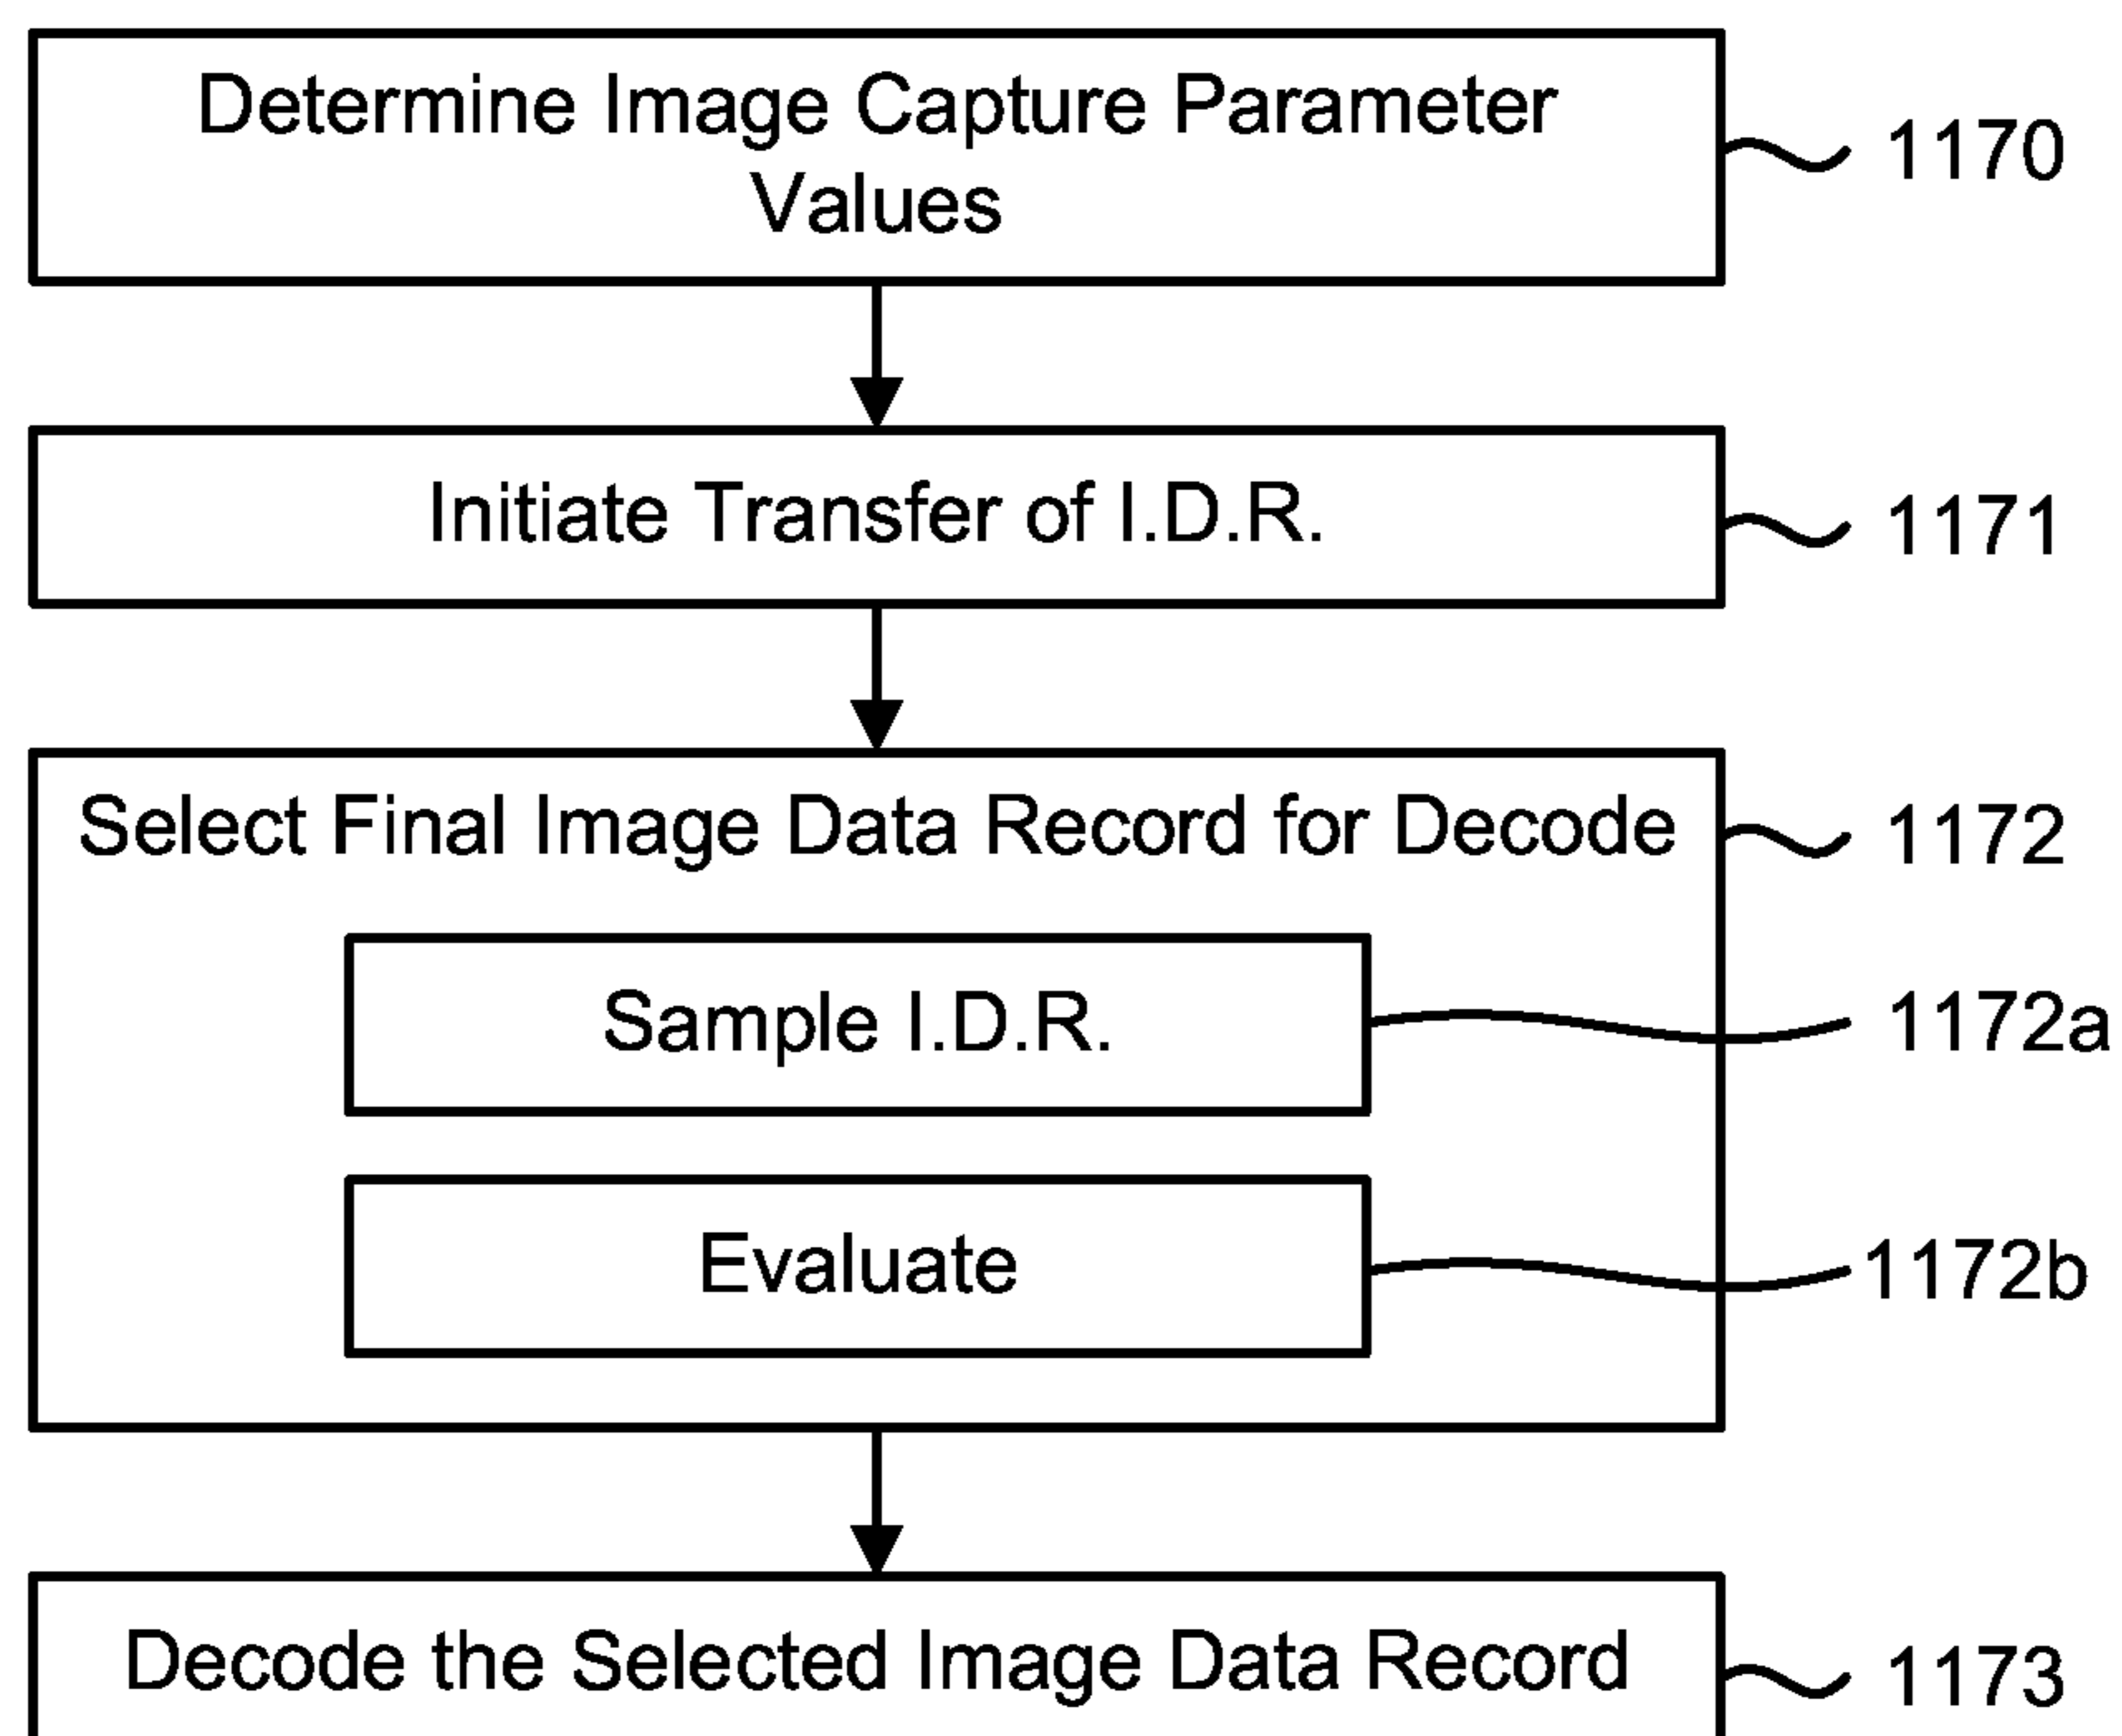 Determine Image Capture Parameter
Values
1170
Initiate Transfer of I.D.R.
1171
Select Final Image Data Record for Decode
1172
Sample I.D.R.
1172a
Evaluate
1172b
Decode the Selected Image Data Record
1173